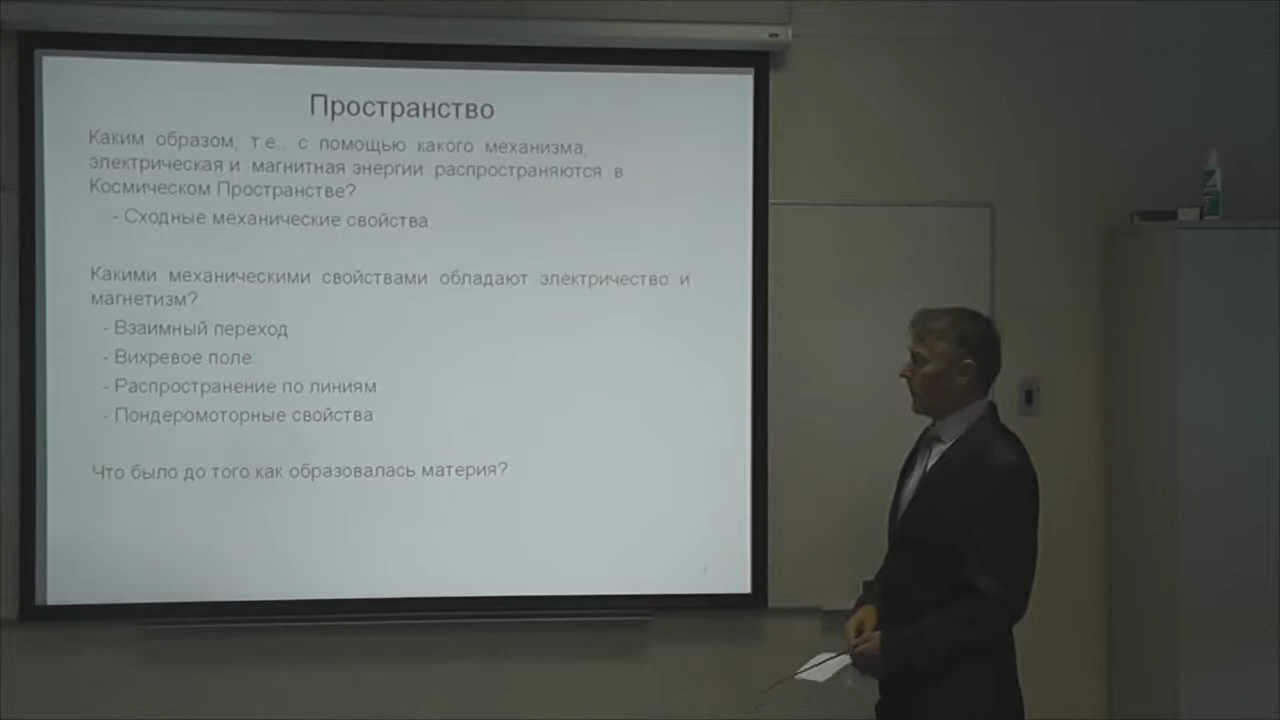 Пространство
Каким образом, т.е., с помощью какого механизма,
электрическая и магнитная энергии распространяются в
Космическом Пространстве?
- Сходные механические свойства
Какими механическими свойствами обладают электричество и
магнетизм?
- Взаимный переход
- Вихревое поле
- Распространение по линиям
- Пондеромоторные свойства
Что было до того как образовалась материя?